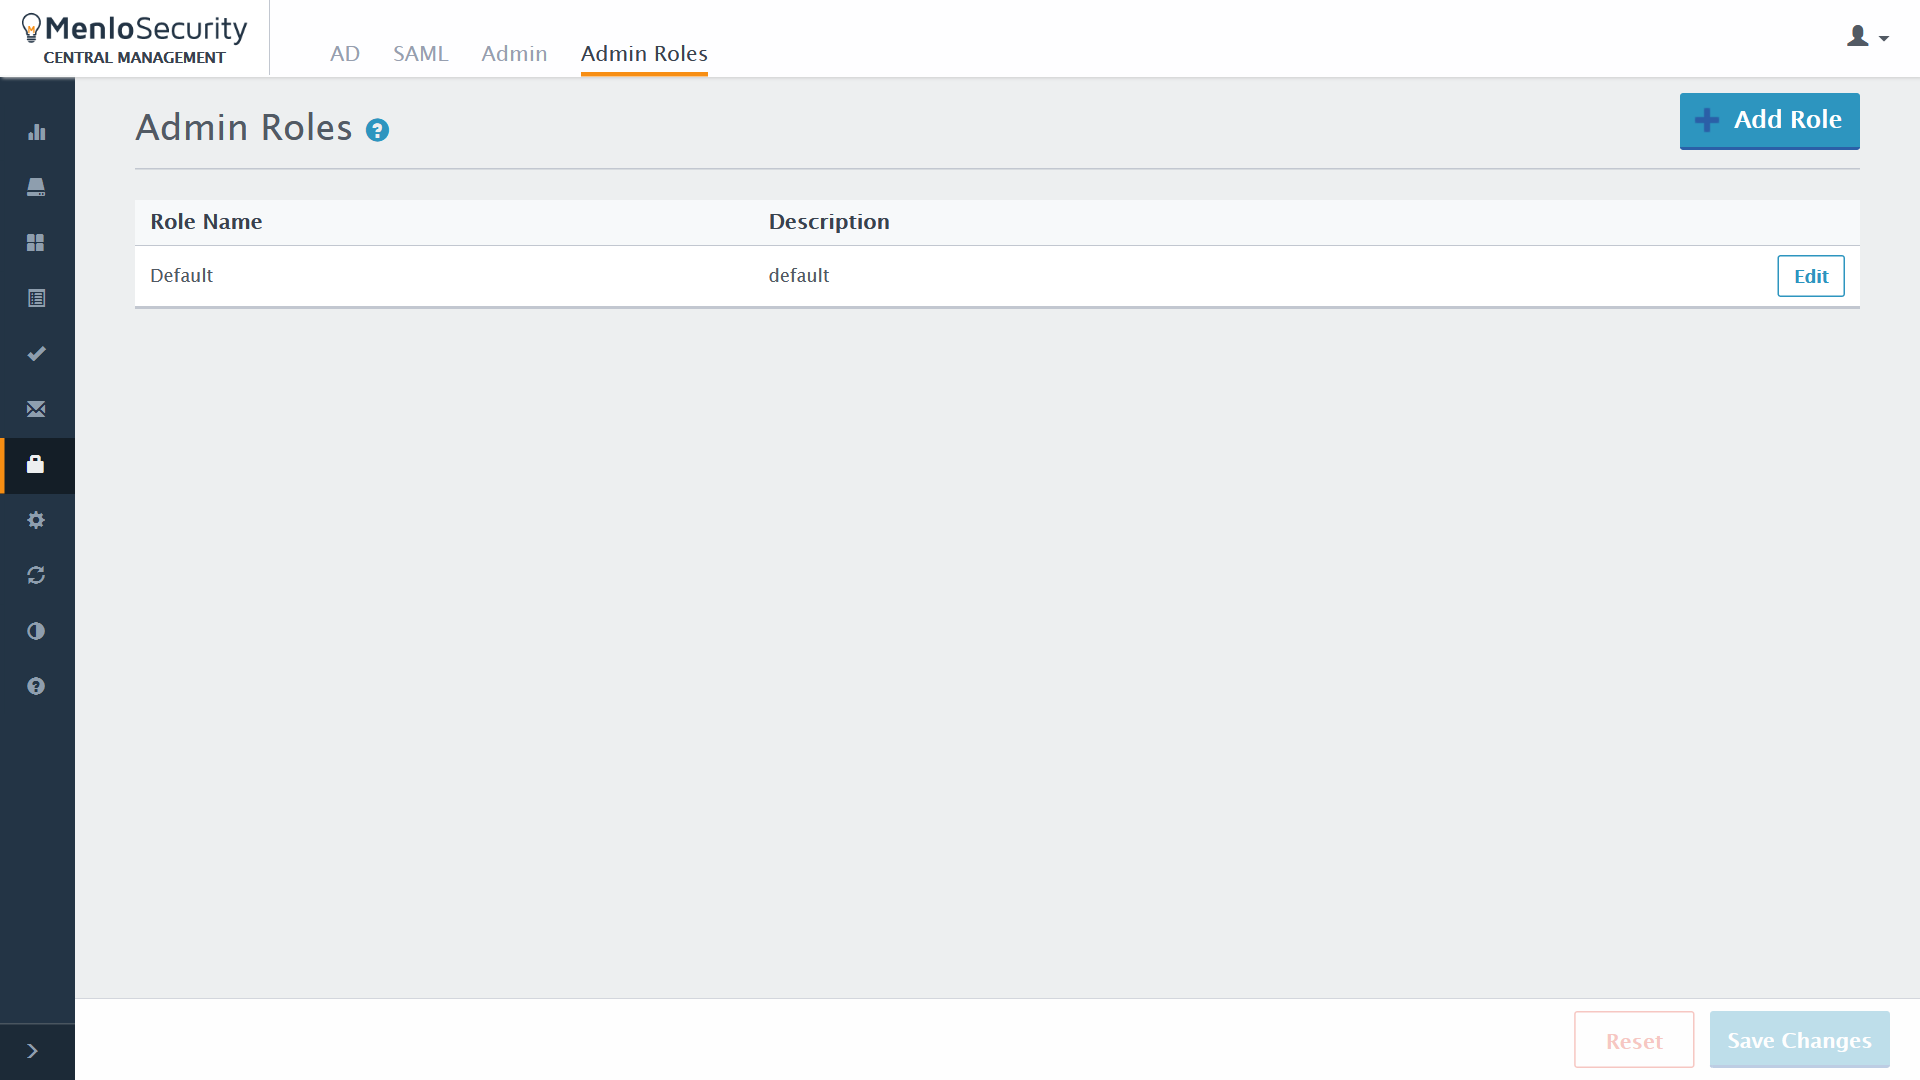 MenloSecurity
CENTRAL MANAGEMENT
AD SAML Admin Admin Roles
Admin Roles ?
Add Role
Role Name Description
Default default Edit
Reset Save Changes